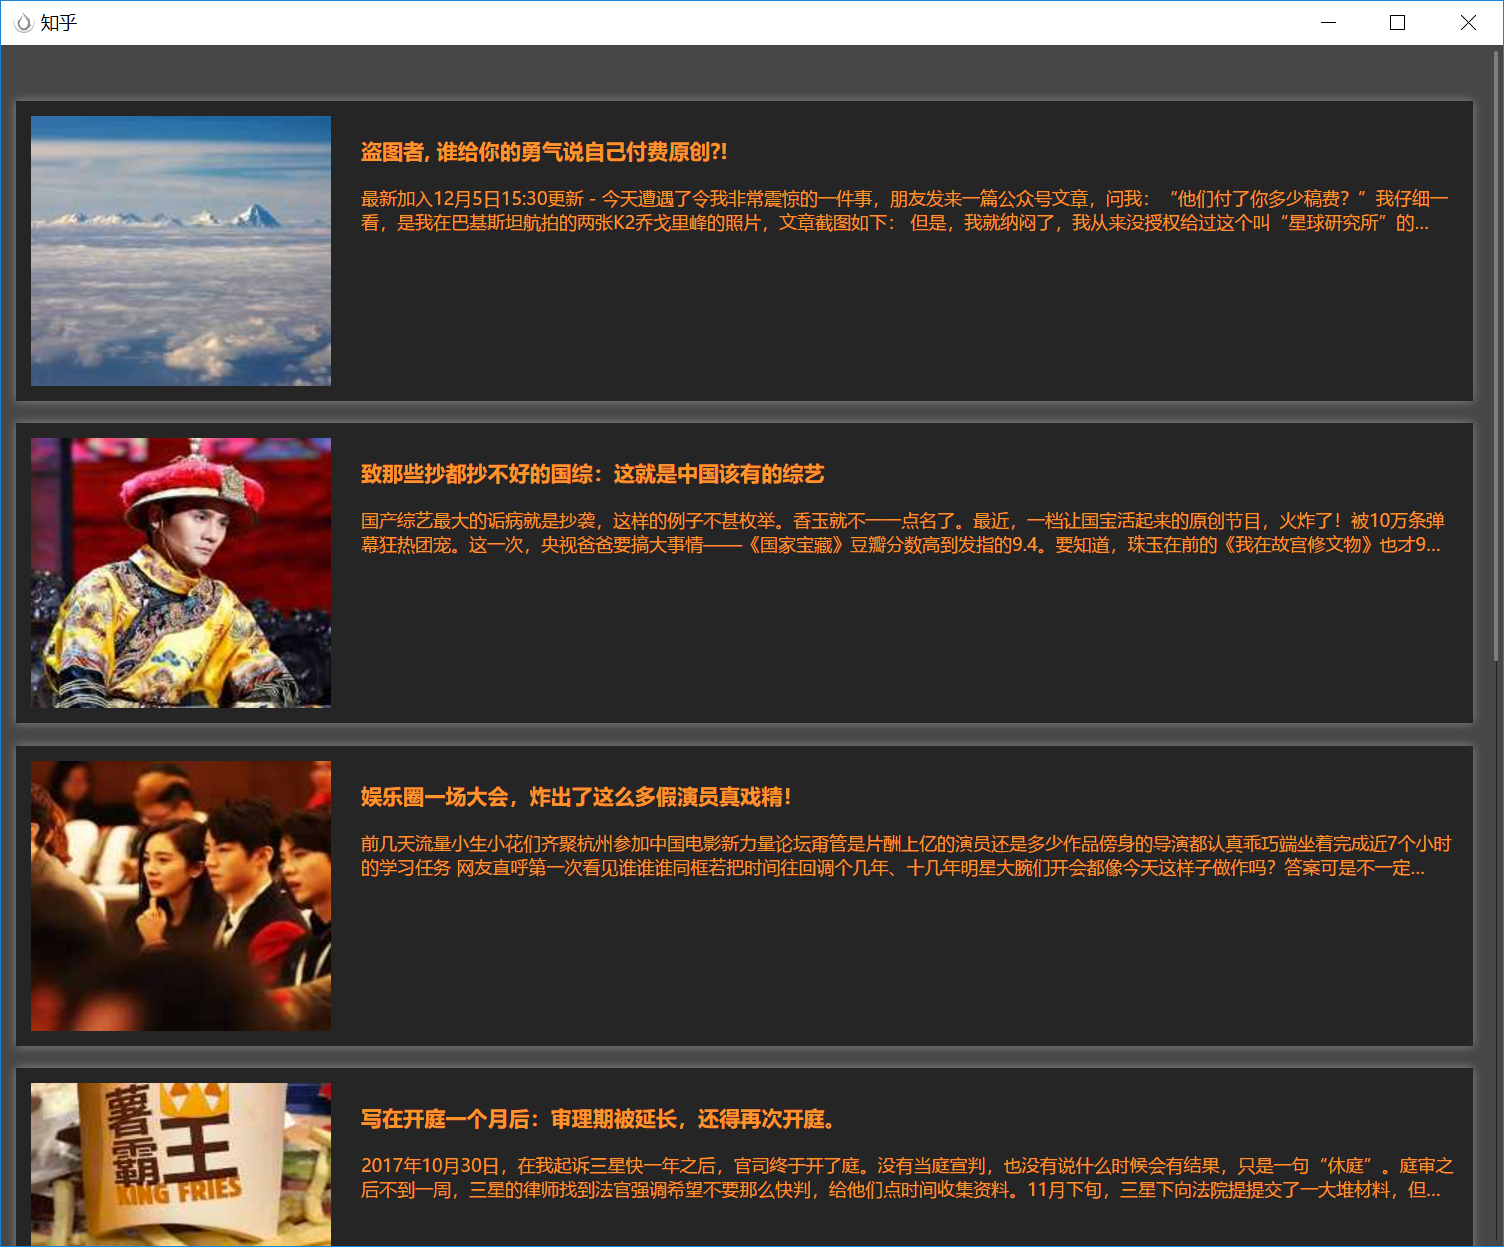 知乎
盗图者, 谁给你的勇气说自己付费原创?!
最新加入12月5日15:30更新 - 今天遭遇了令我非常震惊的一件事，朋友发来一篇公众号文章，问我：“他们付了你多少稿费？”我仔细一
看，是我在巴基斯坦航拍的两张K2乔戈里峰的照片，文章截图如下： 但是，我就纳闷了，我从来没授权给过这个叫“星球研究所”的...
致那些抄都抄不好的国综：这就是中国该有的综艺
国产综艺最大的诟病就是抄袭，这样的例子不甚枚举。香玉就不一一点名了。最近，一档让国宝活起来的原创节目，火炸了！被10万条弹
幕狂热团宠。这一次，央视爸爸要搞大事情——《国家宝藏》豆瓣分数高到发指的9.4。要知道，珠玉在前的《我在故宫修文物》也才9...
娱乐圈一场大会，炸出了这么多假演员真戏精！
前几天流量小生小花们齐聚杭州参加中国电影新力量论坛甭管是片酬上亿的演员还是多少作品傍身的导演都认真乖巧端坐着完成近7个小时
的学习任务 网友直呼第一次看见谁谁谁同框若把时间往回调个几年、十几年明星大腕们开会都像今天这样子做作吗？答案可是不一定...
薯霸王
KING FRIES
写在开庭一个月后：审理期被延长，还得再次开庭。
2017年10月30日，在我起诉三星快一年之后，官司终于开了庭。没有当庭宣判，也没有说什么时候会有结果，只是一句“休庭”。庭审之
后不到一周，三星的律师找到法官强调希望不要那么快判，给他们点时间收集资料。11月下旬，三星下向法院提提交了一大堆材料，但...